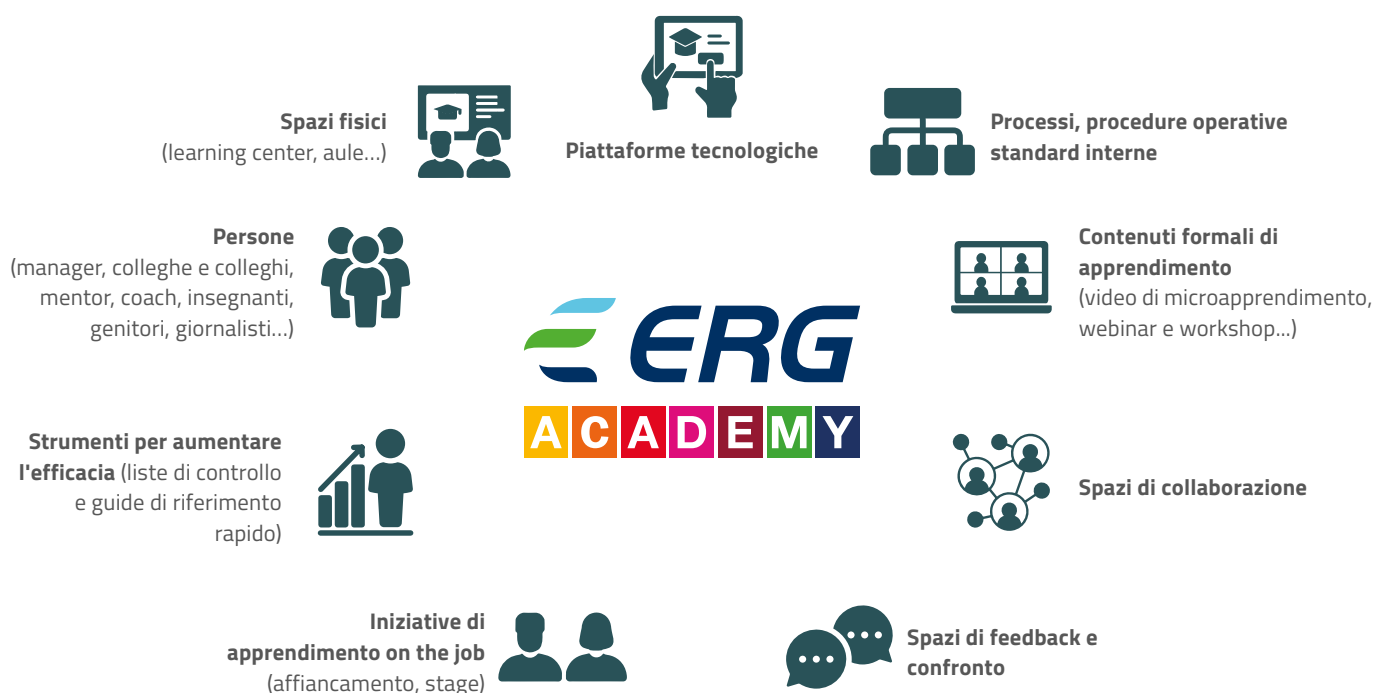 Piattaforme tecnologiche
Spazi fisici
(learning center, aule...)
Processi, procedure operative
standard interne
Persone
(manager, colleghe e colleghi,
mentor, coach, insegnanti,
genitori, giornalisti...)
Contenuti formali di
apprendimento
(video di microapprendimento,
webinar e workshop...)
ERG
ACADEMY
Strumenti per aumentare
l'efficacia (liste di controllo
e guide di riferimento
rapido)
Spazi di collaborazione
Iniziative di
apprendimento on the job
(affiancamento, stage)
Spazi di feedback e
confronto